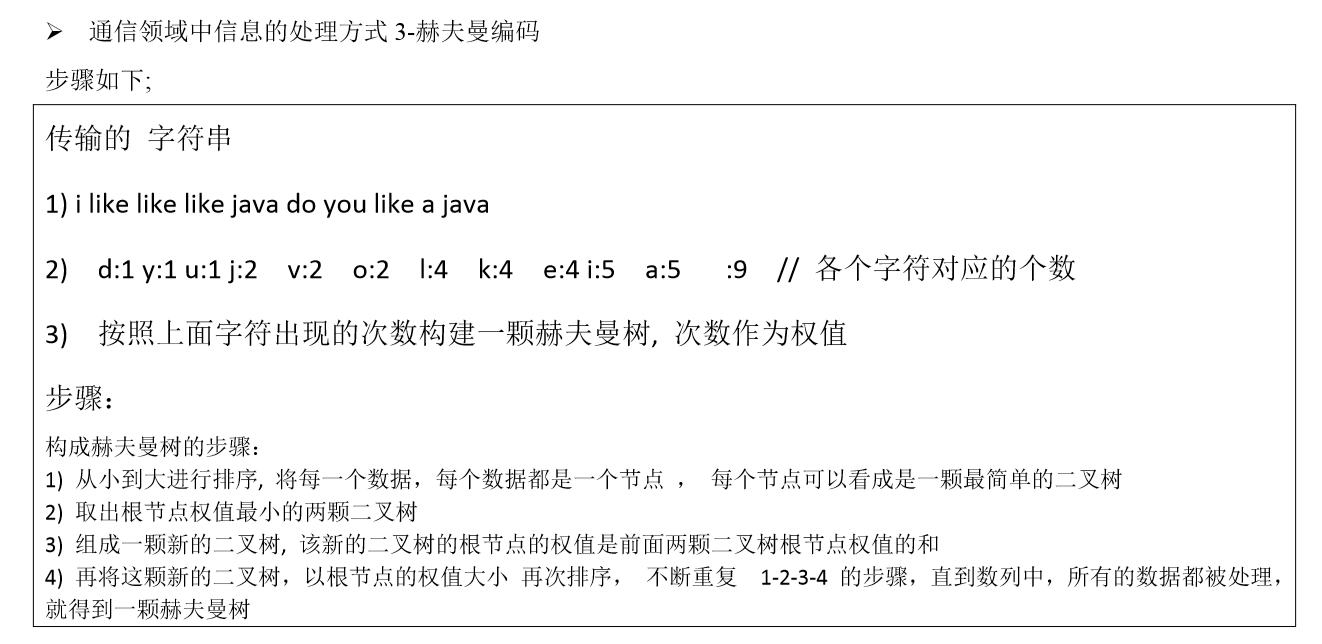 ➢ 通信领域中信息的处理方式 3-赫夫曼编码
步骤如下;
传输的 字符串
1) i like like like java do you like a java
2) d:1 y:1 u:1 j:2 v:2 o:2 l:4 k:4 e:4 i:5 a:5 :9 // 各个字符对应的个数
3) 按照上面字符出现的次数构建一颗赫夫曼树, 次数作为权值
步骤：
构成赫夫曼树的步骤：
1) 从小到大进行排序, 将每一个数据，每个数据都是一个节点 ， 每个节点可以看成是一颗最简单的二叉树
2) 取出根节点权值最小的两颗二叉树
3) 组成一颗新的二叉树, 该新的二叉树的根节点的权值是前面两颗二叉树根节点权值的和
4) 再将这颗新的二叉树，以根节点的权值大小 再次排序， 不断重复 1-2-3-4 的步骤，直到数列中，所有的数据都被处理，
就得到一颗赫夫曼树